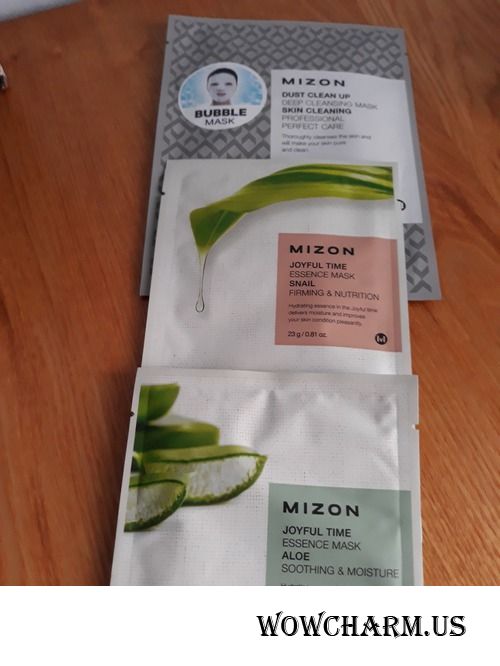 MIZON
DUST CLEAN UP
DEEP CLEANSING MASK
SKIN CLEANING
PROFESSIONAL
PERFECT CARE
Thoroughly cleanses the skin and
will make your skin pure
and clean.
BUBBLE
MASK
MIZON
JOYFUL TIME
ESSENCE MASK
SNAIL
FIRMING & NUTRITION
Hydrating essence in the Joyful time
delivers moisture and improves
your skin condition pleasantly.
23 g / 0.81 oz.
M
MIZON
JOYFUL TIME
ESSENCE MASK
ALOE
SOOTHING & MOISTURE
WOWCHARM.US